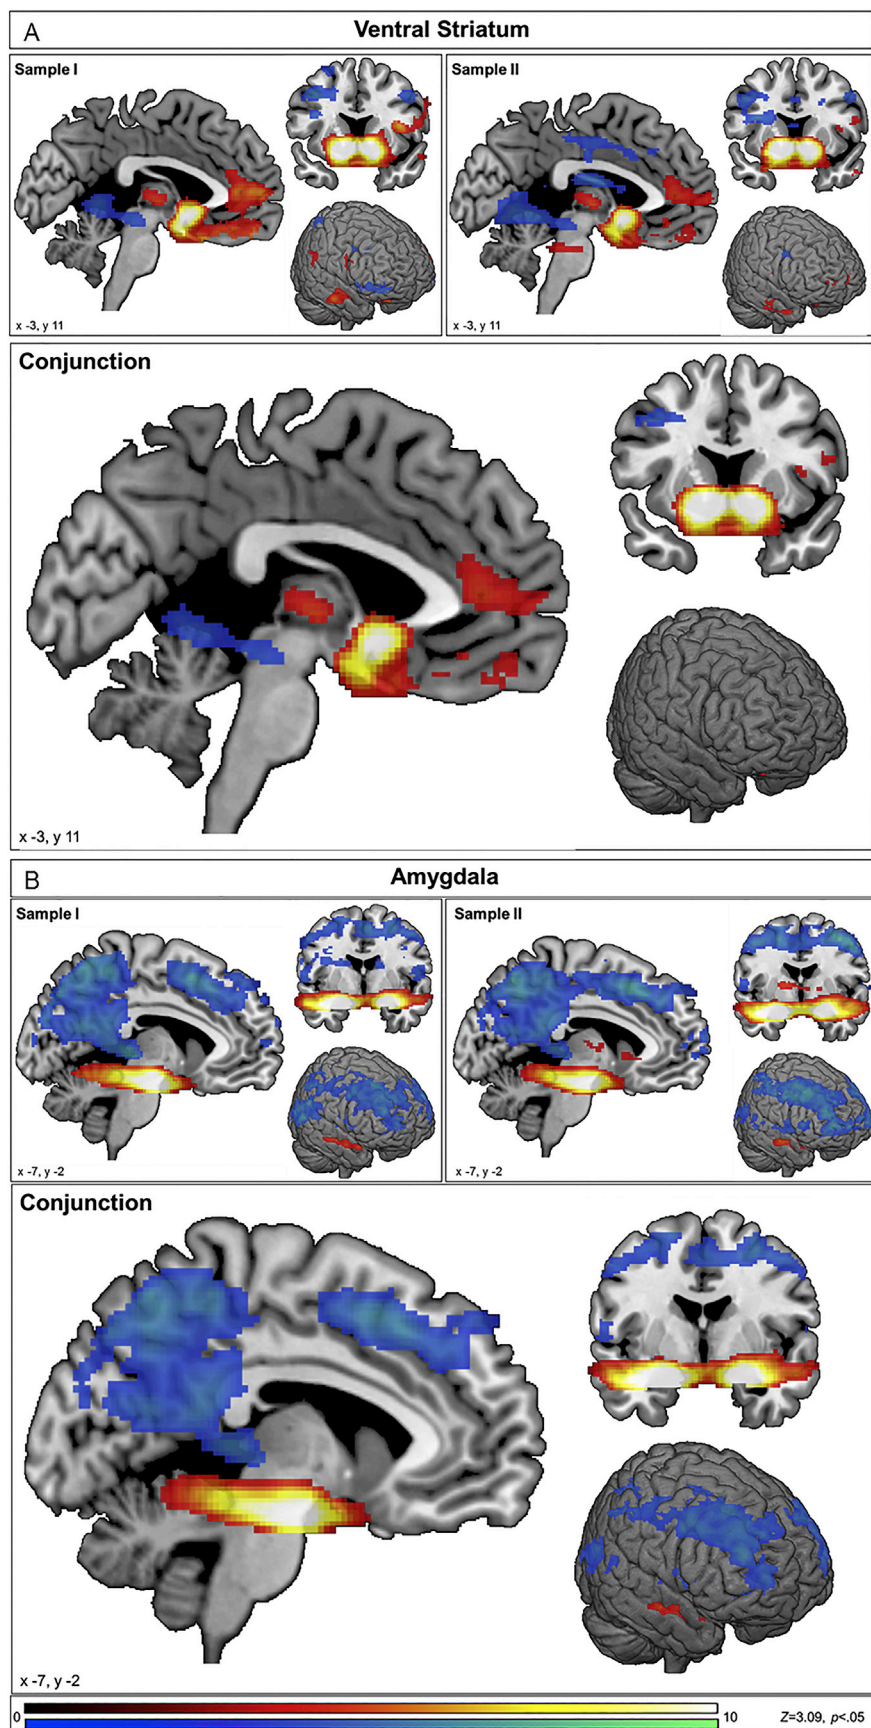 A
Ventral Striatum
Sample I
x -3, y 11
Sample II
x -3, y 11
Conjunction
x -3, y 11
B
Amygdala
Sample I
x -7, y -2
Sample II
x -7, y -2
Conjunction
x -7, y -2
0
10
Z=3.09, p<.05